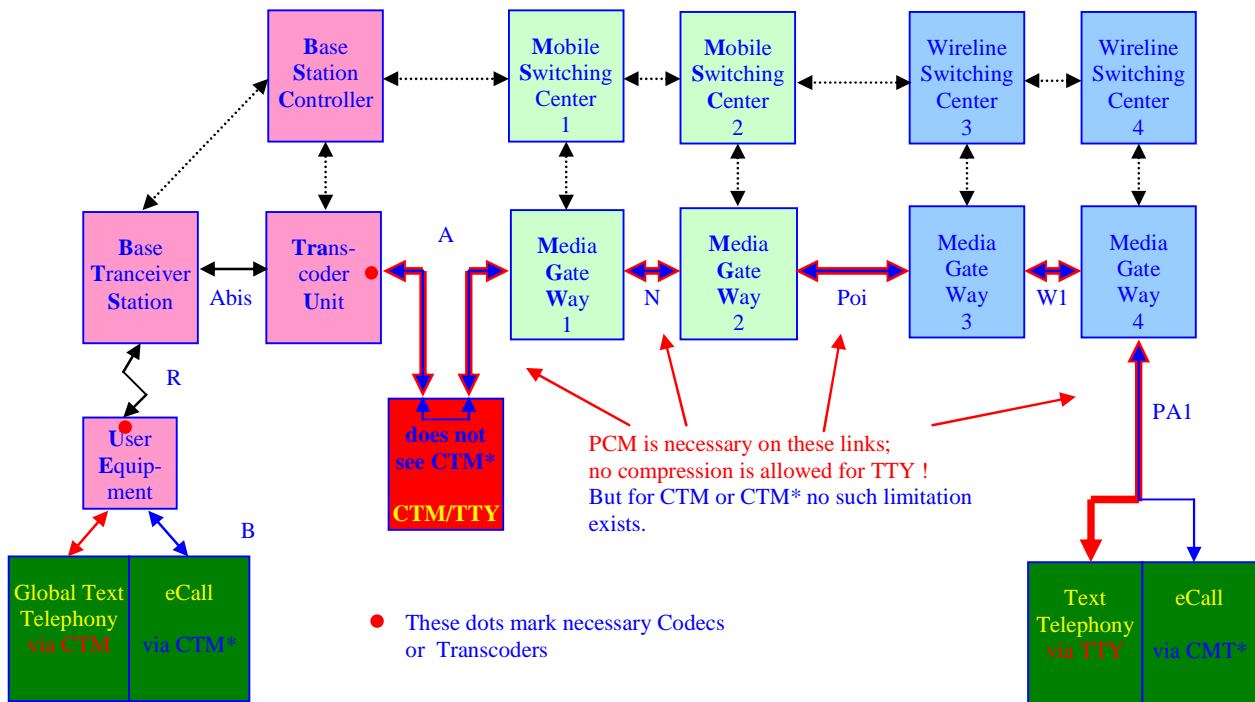 Base
Station
Controller
Mobile
Switching
Center
1
Mobile
Switching
Center
2
Wireline
Switching
Center
3
Wireline
Switching
Center
4
Base
Tranceiver
Station
Abis
Trans-
coder
Unit
A
Media
Gate
Way
1
N
Media
Gate
Way
2
Poi
Media
Gate
Way
3
W1
Media
Gate
Way
4
R
User
Equip-
ment
does not
see CTM*
CTM/TTY
PCM is necessary on these links;
no compression is allowed for TTY !
But for CTM or CTM* no such limitation
exists.
PA1
B
Global Text
Telephony
via CTM
eCall
via CTM*
These dots mark necessary Codecs
or Transcoders
Text
Telephony
via TTY
eCall
via CMT*